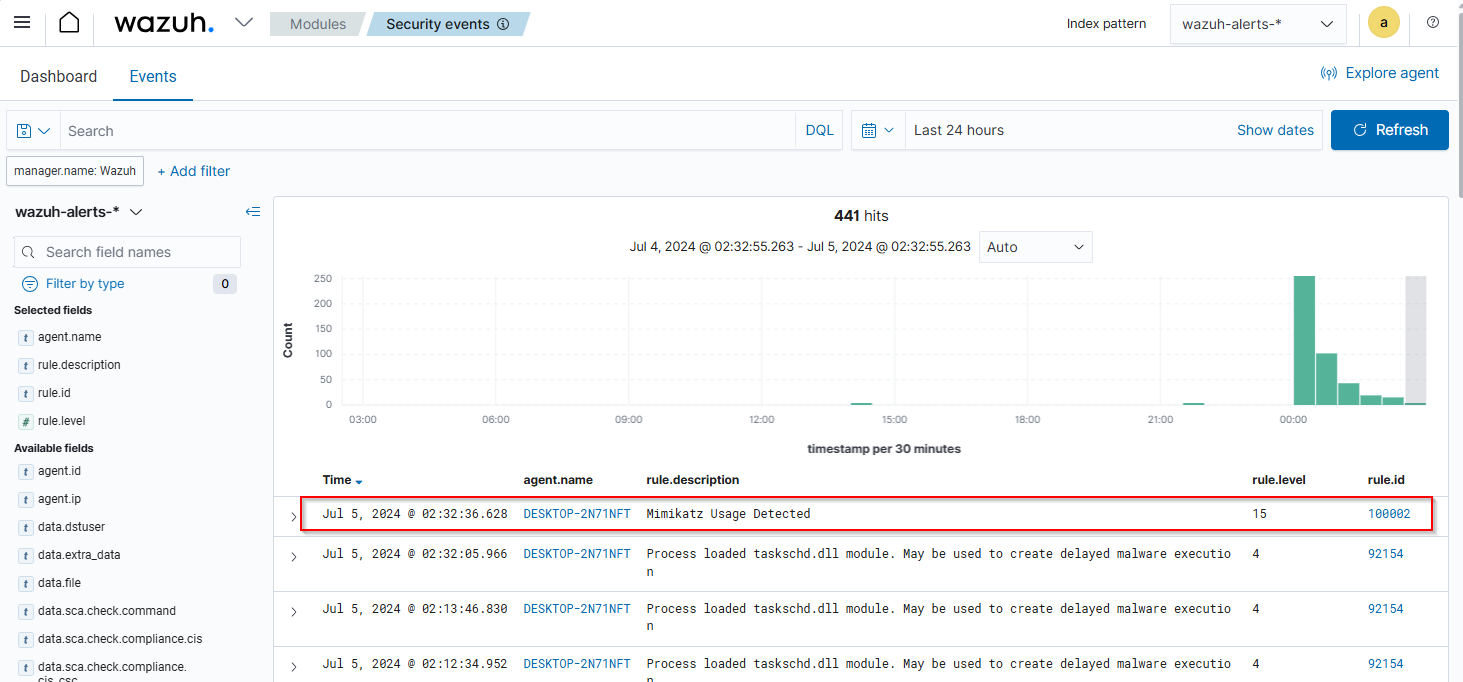 wazuh.
Modules
Security events
Index pattern
wazuh-alerts-*
a
Dashboard
Events
Explore agent
Search
DQL
Last 24 hours
Show dates
Refresh
manager.name: Wazuh
+ Add filter
wazuh-alerts-*
Search field names
Filter by type
0
Selected fields
t agent.name
t rule.description
t rule.id
# rule.level
Available fields
t agent.id
t agent.ip
t data.dstuser
t data.extra_data
t data.file
t data.sca.check.command
t data.sca.check.compliance.cis
t data.sca.check.compliance.
cis_csc
441 hits
Jul 4, 2024 @ 02:32:55.263 - Jul 5, 2024 @ 02:32:55.263
Auto
Count
250
200
150
100
50
0
03:00
06:00
09:00
12:00
15:00
18:00
21:00
00:00
timestamp per 30 minutes
Time agent.name rule.description rule.level rule.id
Jul 5, 2024 @ 02:32:36.628 DESKTOP-2N71NFT Mimikatz Usage Detected 15 100002
Jul 5, 2024 @ 02:32:05.966 DESKTOP-2N71NFT Process loaded taskschd.dll module. May be used to create delayed malware executio 4 92154
n
Jul 5, 2024 @ 02:13:46.830 DESKTOP-2N71NFT Process loaded taskschd.dll module. May be used to create delayed malware executio 4 92154
n
Jul 5, 2024 @ 02:12:34.952 DESKTOP-2N71NFT Process loaded taskschd.dll module. May be used to create delayed malware executio 4 92154
n